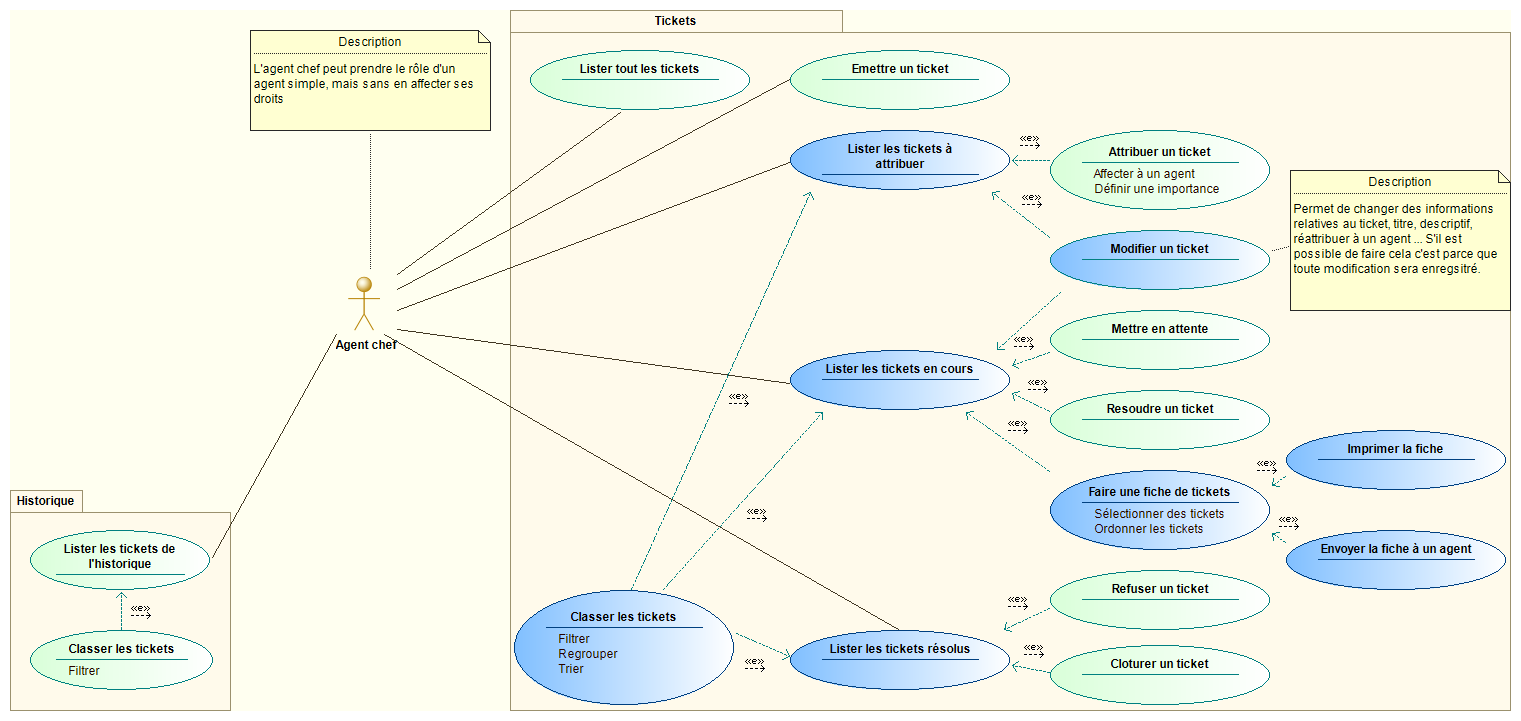 Tickets
Description
L'agent chef peut prendre le rôle d'un
agent simple, mais sans en affecter ses
droits
Lister tout les tickets
Emettre un ticket
Lister les tickets à
attribuer
«e»
Attribuer un ticket
Affecter à un agent
Définir une importance
«e»
Description
Permet de changer des informations
relatives au ticket, titre, descriptif,
réattribuer à un agent ... S'il est
possible de faire cela c'est parce que
toute modification sera enregsitré.
Modifier un ticket
Agent chef
Mettre en attente
«e»
Lister les tickets en cours
«e»
«e»
Resoudre un ticket
«e»
Imprimer la fiche
«e»
Faire une fiche de tickets
Sélectionner des tickets
Ordonner les tickets
«e»
«e»
Envoyer la fiche à un agent
Historique
Lister les tickets de
l'historique
«e»
Classer les tickets
Filtrer
Classer les tickets
Filtrer
Regrouper
Trier
«e»
Lister les tickets résolus
«e»
Refuser un ticket
«e»
Cloturer un ticket